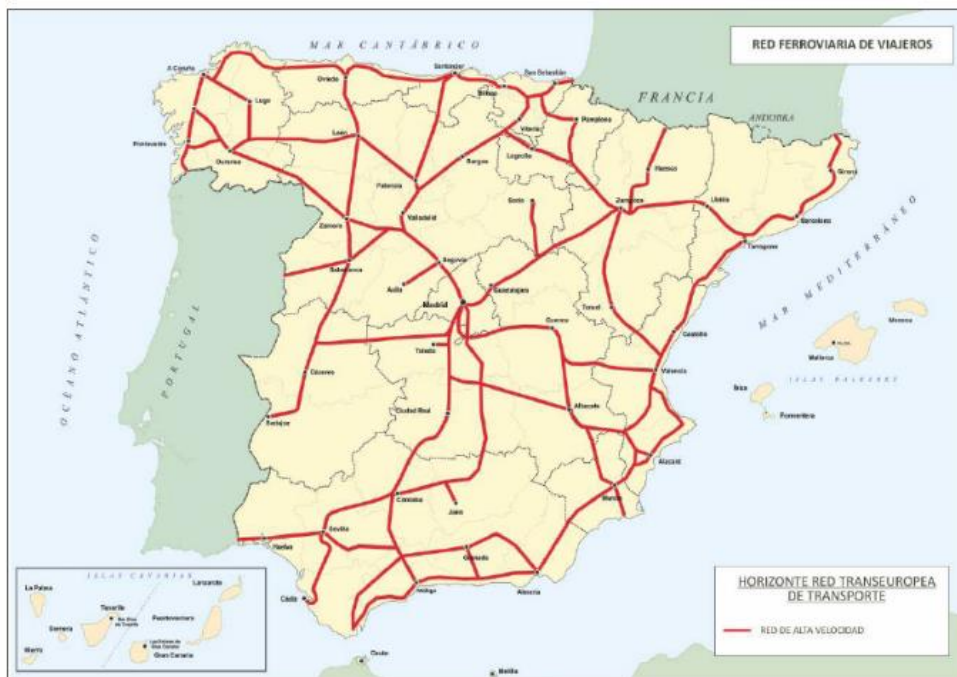 MAR CANTÁBRICO
RED FERROVIARIA DE VIAJEROS
A Coruña
Oviedo
Santander
San Sebastián
Bilbao
FRANCIA
ANDORRA
Lugo
Vitoria
Pamplona
Leon
Pontevedra
Ourense
Burgos
Logroño
Huesca
Girona
Palencia
Soria
Zaragoza
Lleida
Barcelona
Zamora
Valladolid
Tarragona
Segovia
Salamanca
Guadalajara
Madrid
Teruel
Cuenca
Castellón
Toledo
Menorca
Mallorca
MAR MEDITERRÁNEO
OCÉANO ATLÁNTICO
PORTUGAL
Cáceres
Valencia
ISLAS BALEARES
Ibiza
Formentera
Badajoz
Ciudad Real
Albacete
Alacant
Murcia
Córdoba
Jaén
Sevilla
Huelva
Granada
Málaga
Almería
Cádiz
Ceuta
Melilla
ISLAS CANARIAS
La Palma
Lanzarote
Tenerife
Fuerteventura
Gomera
Hierro
Gran Canaria
HORIZONTE RED TRANSEUROPEA
DE TRANSPORTE
RED DE ALTA VELOCIDAD